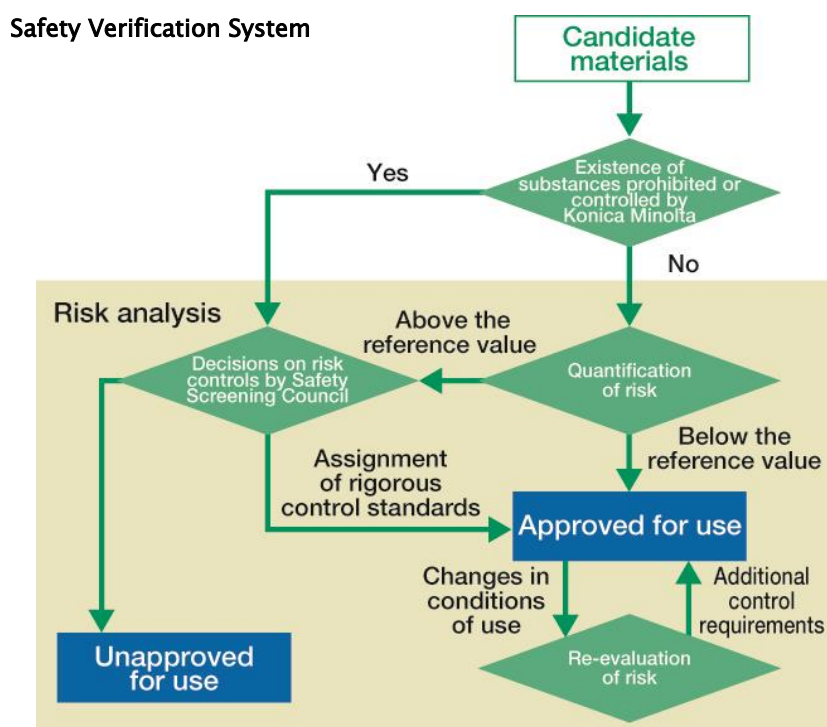 Safety Verification System
Candidate
materials
Existence of
substances prohibited or
controlled by
Konica Minolta
Yes
No
Risk analysis
Above the
reference value
Decisions on risk
controls by Safety
Screening Council
Quantification
of risk
Below the
reference value
Assignment
of rigorous
control standards
Approved for use
Changes in
conditions
of use
Additional
control
requirements
Unapproved
for use
Re-evaluation
of risk